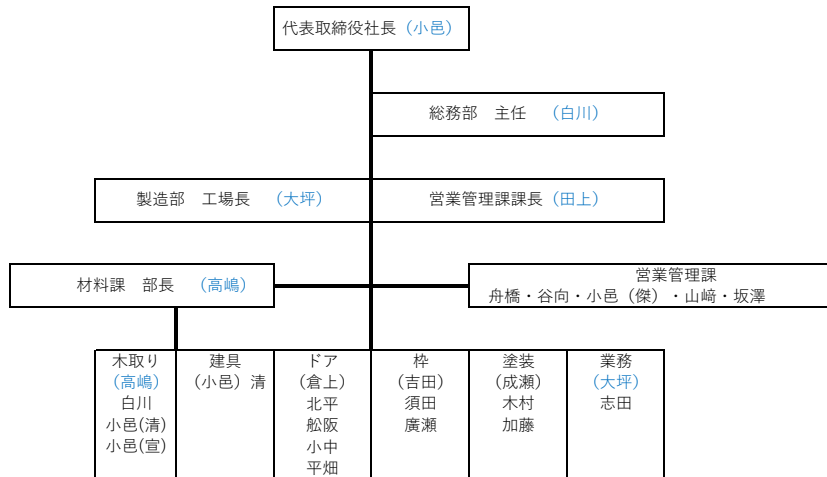 代表取締役社長（小邑）
総務部　主任　（白川）
製造部　工場長　（大坪）
営業管理課課長（田上）
材料課　部長　（高嶋）
営業管理課
舟橋・谷向・小邑（傑）・山﨑・坂澤
木取り
（高嶋）
白川
小邑(清)
小邑(宣)
建具
（小邑）清
ドア
（倉上）
北平
舩阪
小中
平畑
枠
（吉田）
須田
廣瀬
塗装
（成瀬）
木村
加藤
業務
（大坪）
志田